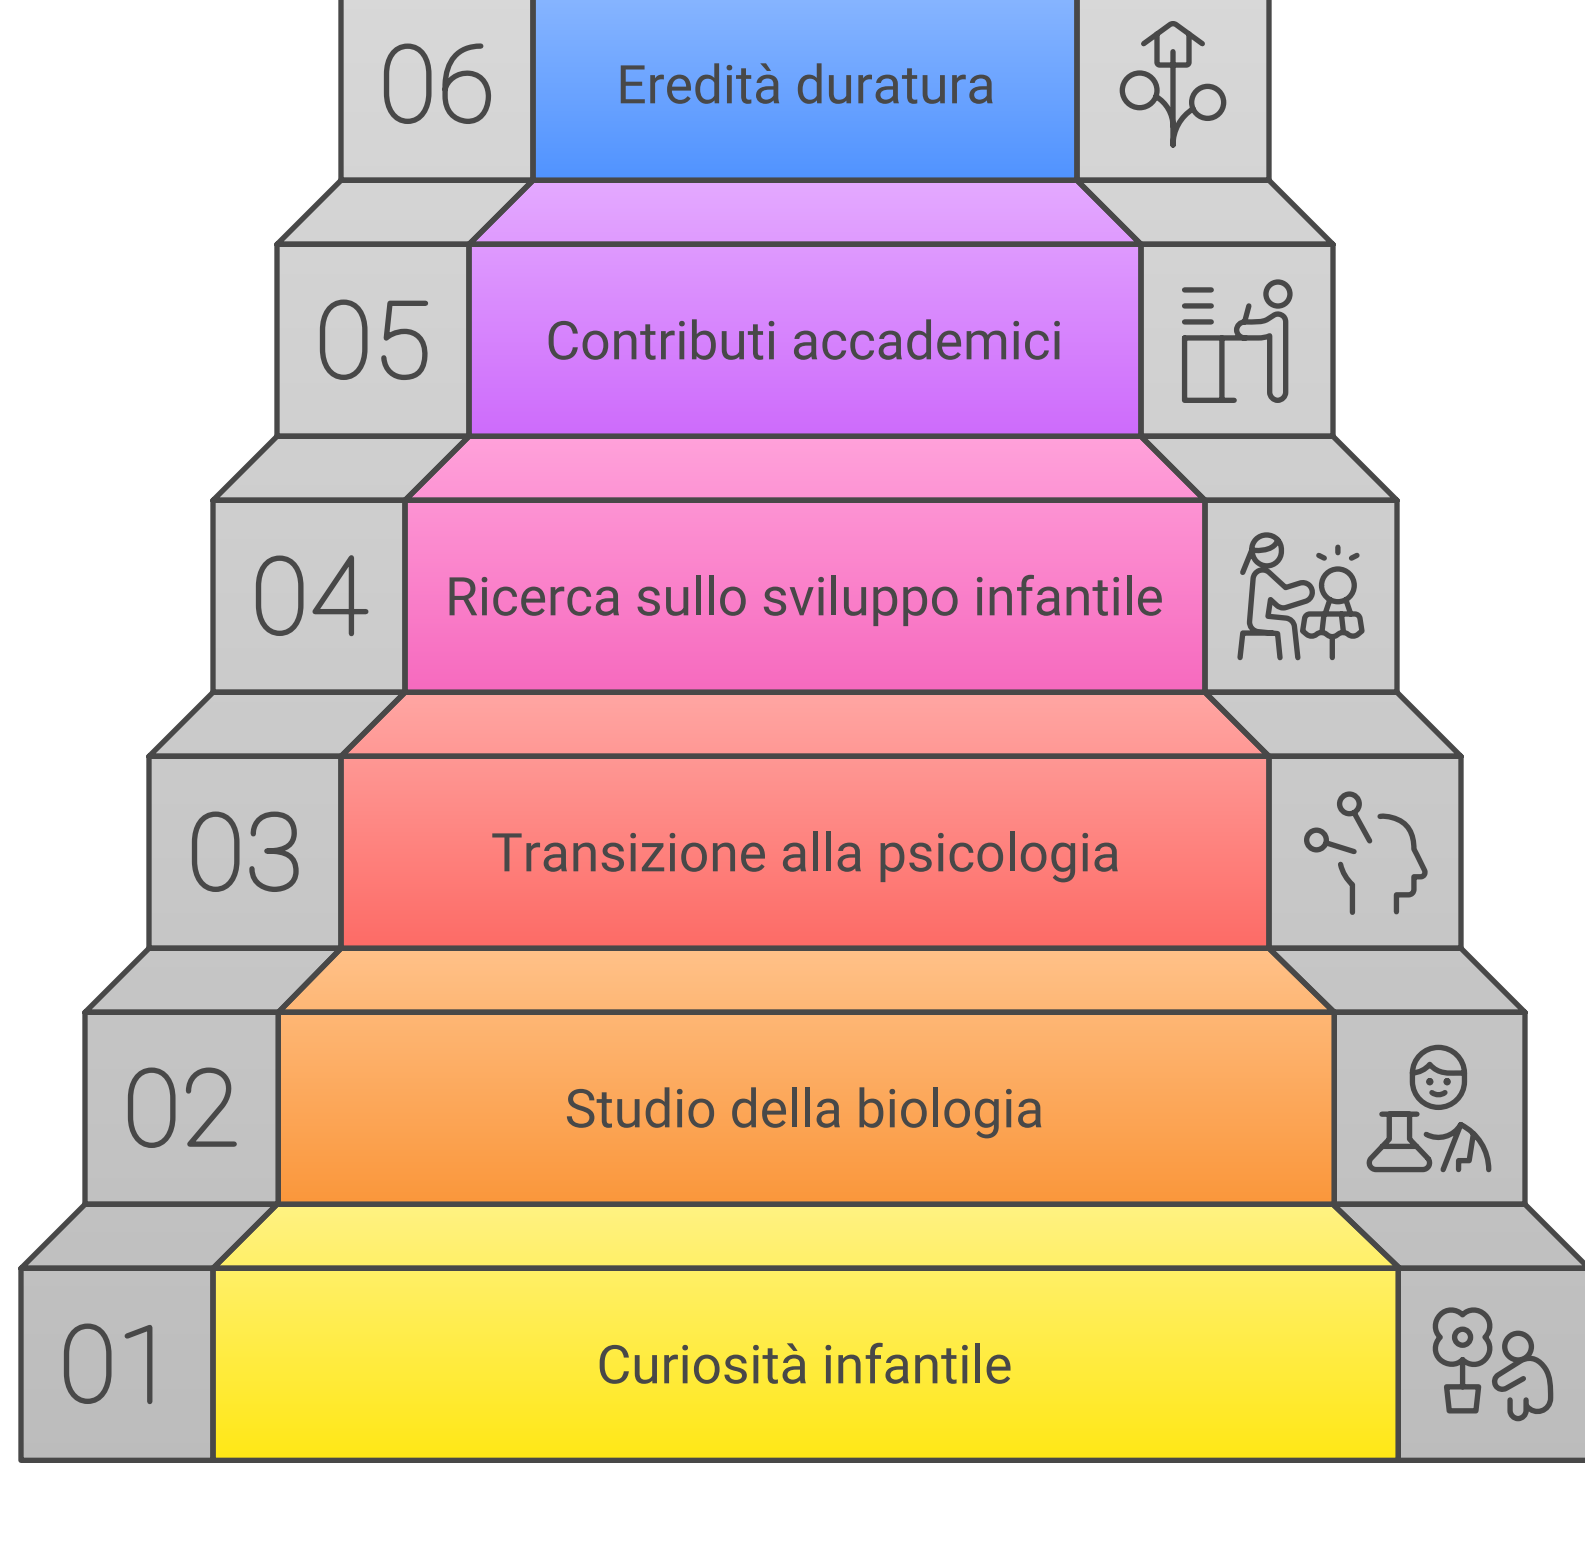 06 Eredità duratura
05 Contributi accademici
04 Ricerca sullo sviluppo infantile
03 Transizione alla psicologia
02 Studio della biologia
01 Curiosità infantile